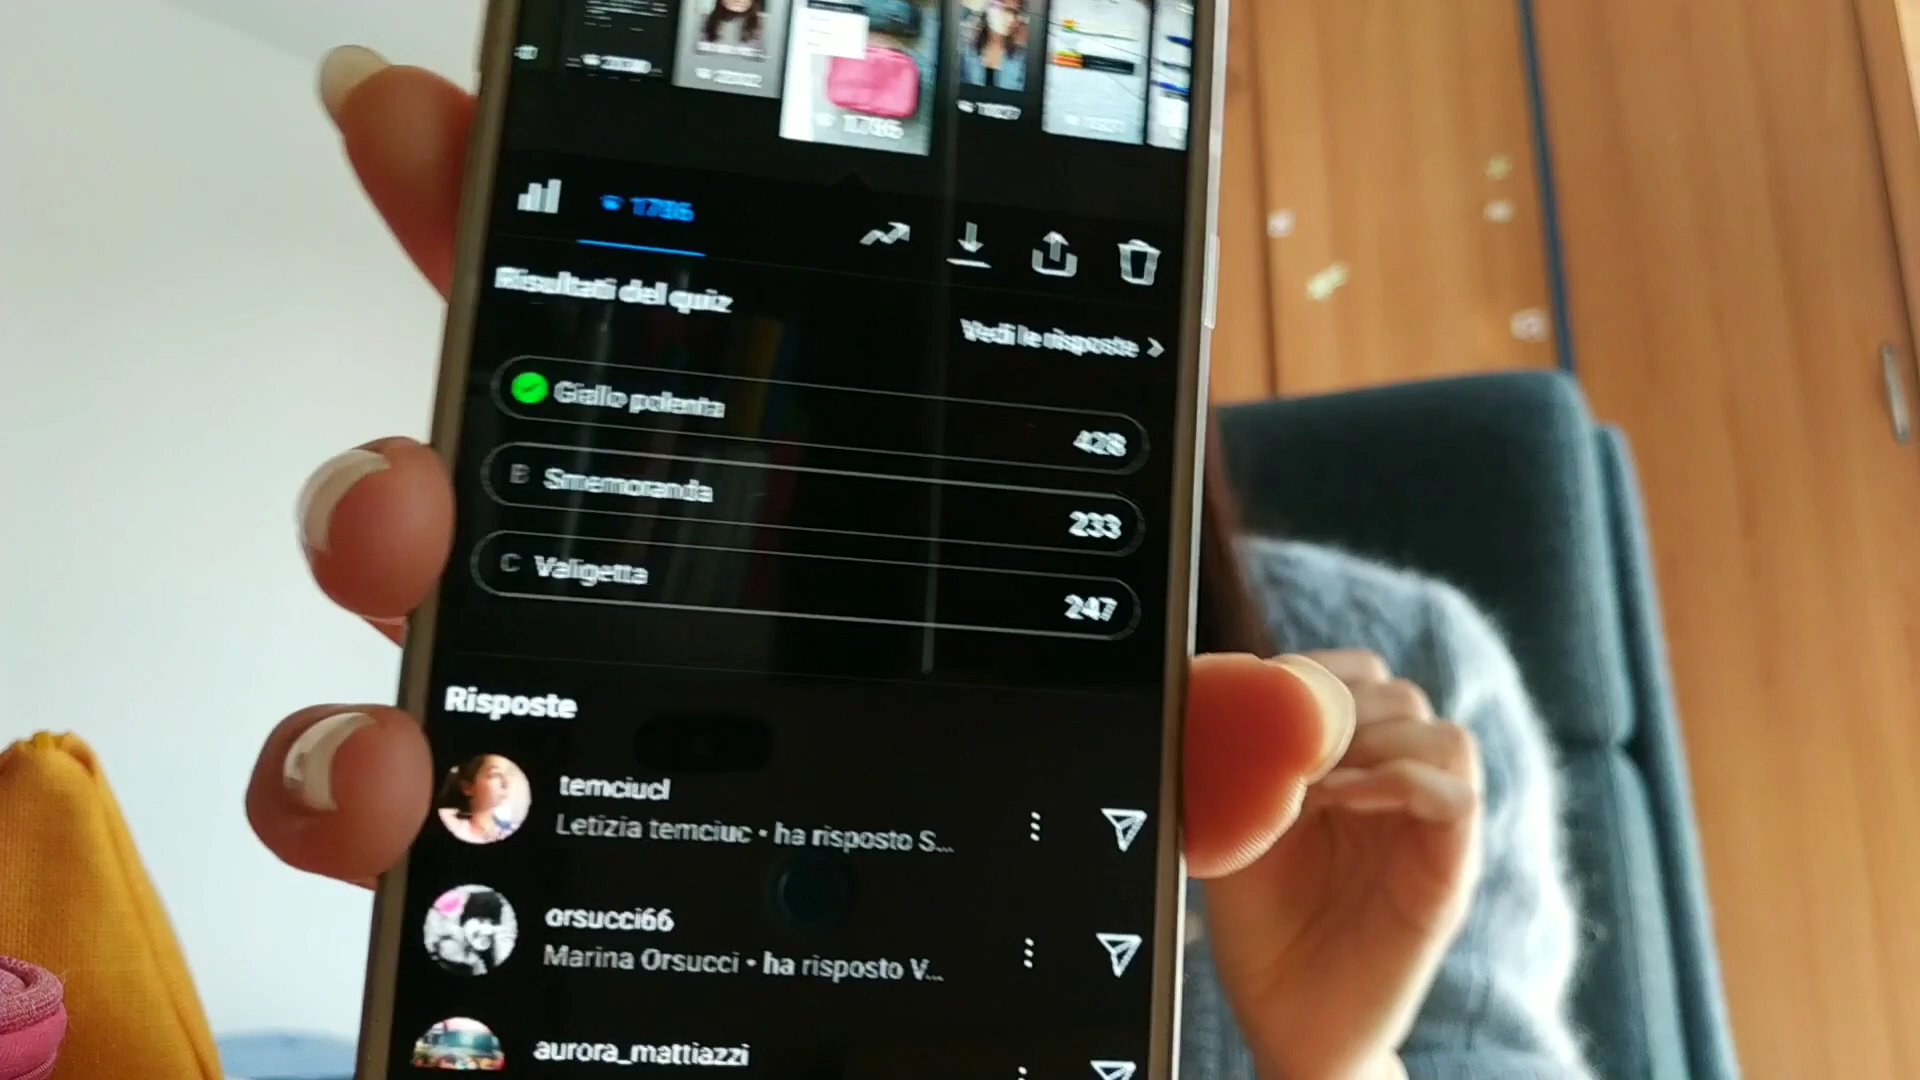 1736
Risultati del quiz
Vedi le risposte
Giallo polenta
428
B Smemoranda
233
C Valigetta
247
Risposte
temciucl
Letizia temciuc • ha risposto S...
orsucci66
Marina Orsucci • ha risposto V...
aurora_mattiazzi